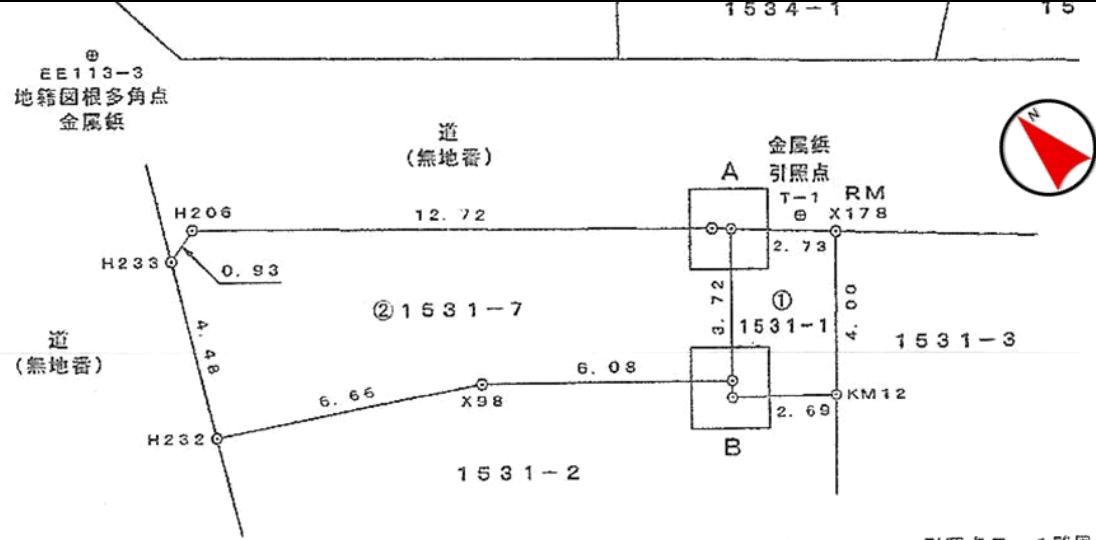 1534-1
15
EE113-3
地籍図根多角点
金属鋲
道
(無地番)
金属鋲
引照点
T-1
RM
X178
N
A
H206
12.72
2.73
H233
0.93
3.72
①
1531-1
4.00
②1531-7
1531-3
道
(無地番)
4.48
6.66
X98
6.08
KM12
2.69
H232
B
1531-2